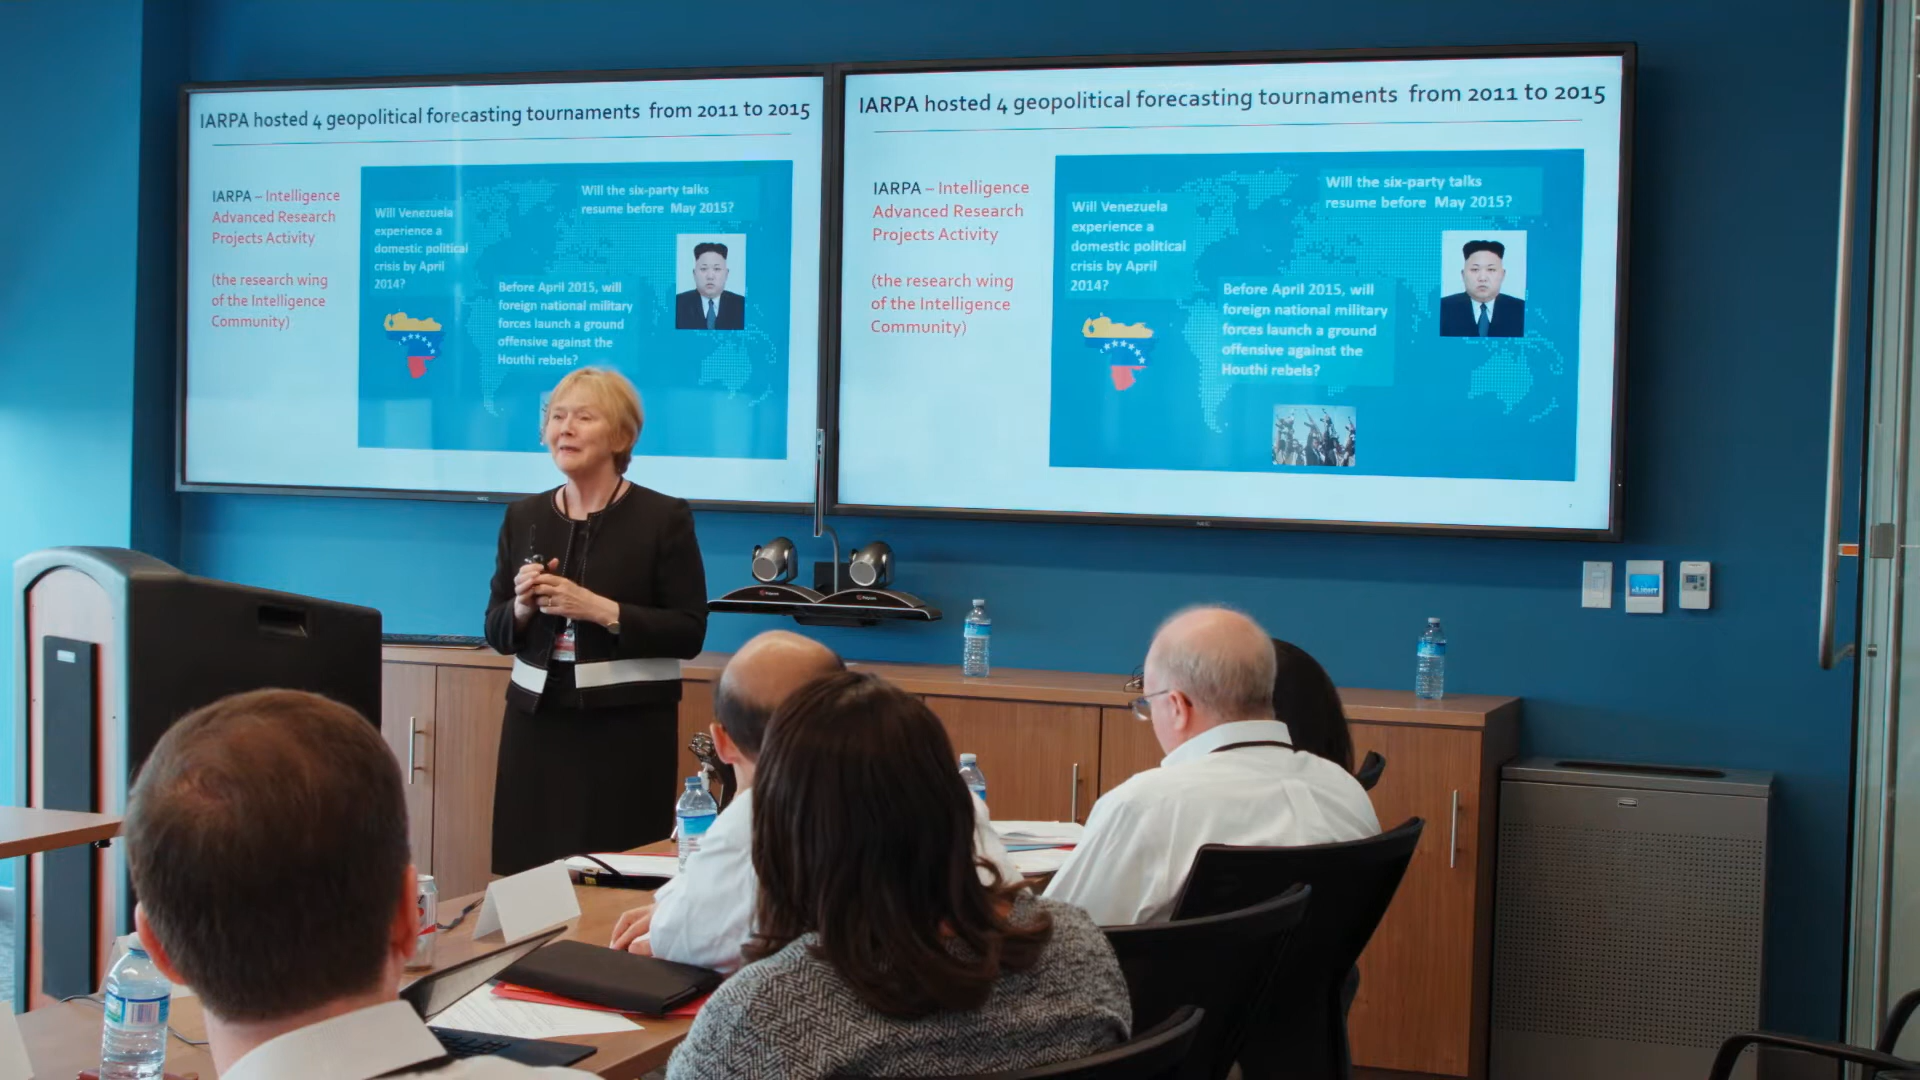 IARPA hosted 4 geopolitical forecasting tournaments from 2011 to 2015
IARPA – Intelligence
Advanced Research
Projects Activity
(the research wing
of the Intelligence
Community)
Will Venezuela
experience a
domestic political
crisis by April
2014?
Will the six-party talks
resume before May 2015?
Before April 2015, will
foreign national military
forces launch a ground
offensive against the
Houthi rebels?
IARPA hosted 4 geopolitical forecasting tournaments from 2011 to 2015
IARPA – Intelligence
Advanced Research
Projects Activity
(the research wing
of the Intelligence
Community)
Will Venezuela
experience a
domestic political
crisis by April
2014?
Will the six-party talks
resume before May 2015?
Before April 2015, will
foreign national military
forces launch a ground
offensive against the
Houthi rebels?
NEC
NEC